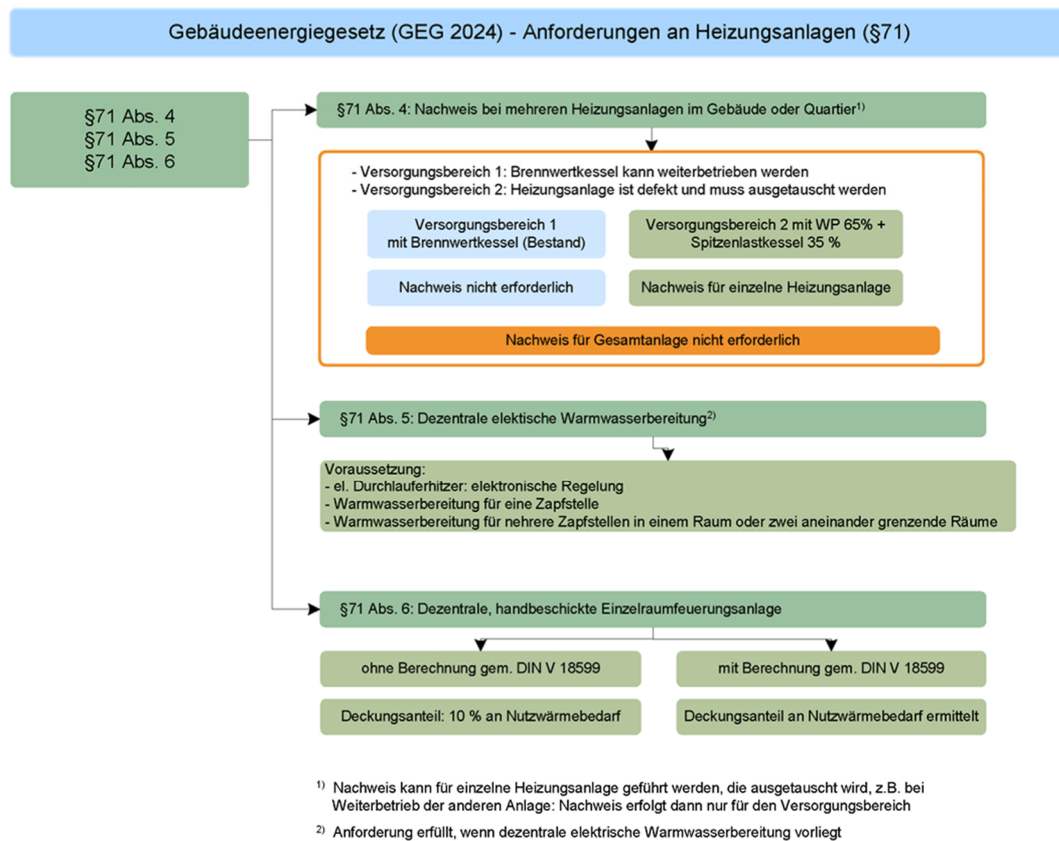 Gebäudeenergiegesetz (GEG 2024) - Anforderungen an Heizungsanlagen (§71)
§71 Abs. 4
§71 Abs. 5
§71 Abs. 6
§71 Abs. 4: Nachweis bei mehreren Heizungsanlagen im Gebäude oder Quartier1)
- Versorgungsbereich 1: Brennwertkessel kann weiterbetrieben werden
- Versorgungsbereich 2: Heizungsanlage ist defekt und muss ausgetauscht werden
Versorgungsbereich 1
mit Brennwertkessel (Bestand)
Versorgungsbereich 2 mit WP 65% +
Spitzenlastkessel 35 %
Nachweis nicht erforderlich
Nachweis für einzelne Heizungsanlage
Nachweis für Gesamtanlage nicht erforderlich
§71 Abs. 5: Dezentrale elektische Warmwasserbereitung2)
Voraussetzung:
- el. Durchlauferhitzer: elektronische Regelung
- Warmwasserbereitung für eine Zapfstelle
- Warmwasserbereitung für nehrere Zapfstellen in einem Raum oder zwei aneinander grenzende Räume
§71 Abs. 6: Dezentrale, handbeschickte Einzelraumfeuerungsanlage
ohne Berechnung gem. DIN V 18599
mit Berechnung gem. DIN V 18599
Deckungsanteil: 10 % an Nutzwärmebedarf
Deckungsanteil an Nutzwärmebedarf ermittelt
1) Nachweis kann für einzelne Heizungsanlage geführt werden, die ausgetauscht wird, z.B. bei
Weiterbetrieb der anderen Anlage: Nachweis erfolgt dann nur für den Versorgungsbereich
2) Anforderung erfüllt, wenn dezentrale elektrische Warmwasserbereitung vorliegt